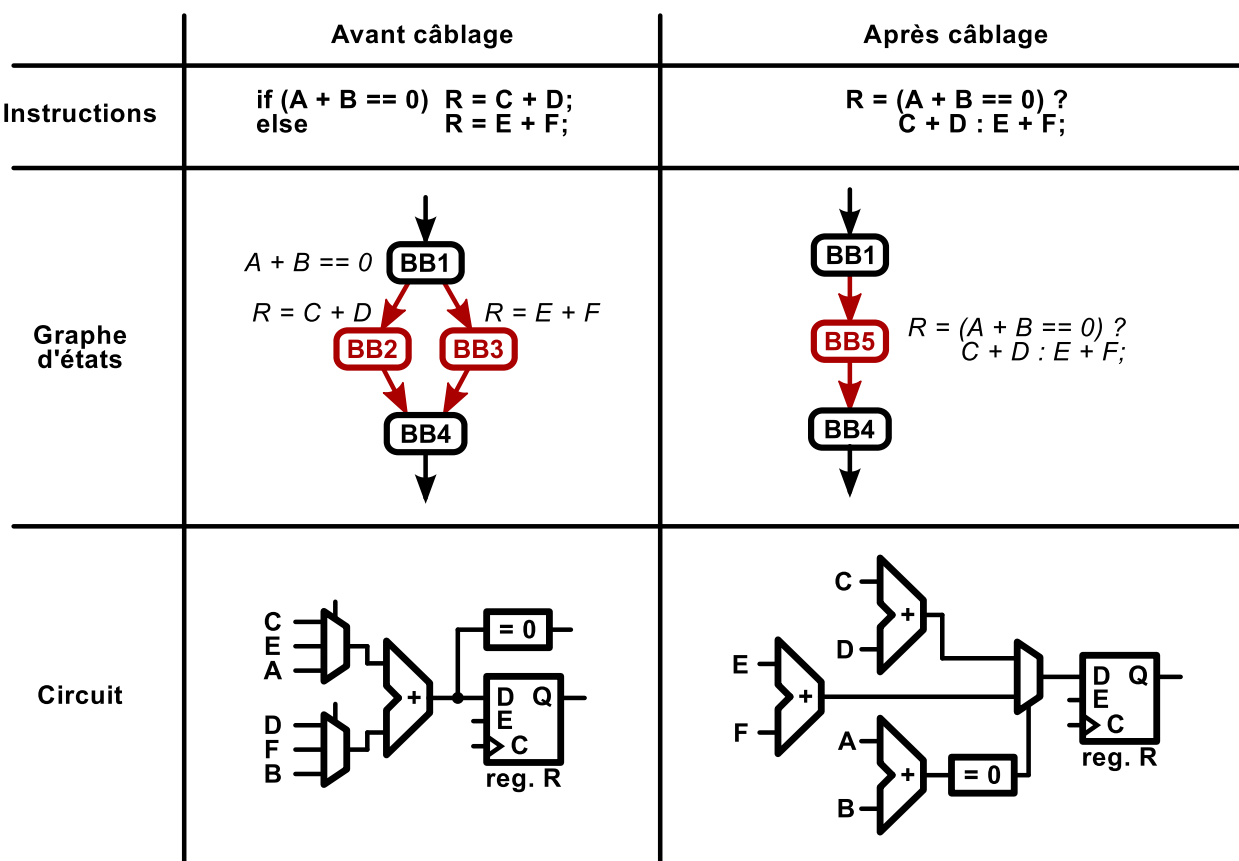 Avant câblage
Après câblage
Instructions
if (A + B == 0) R = C + D;
else R = E + F;
R = (A + B == 0) ?
C + D : E + F;
Graphe
d'états
A + B == 0
BB1
R = C + D
R = E + F
BB2
BB3
BB4
BB1
BB5
R = (A + B == 0) ?
C + D : E + F;
BB4
Circuit
C
E
A
D
F
B
+
= 0
D Q
E
C
reg. R
C
D
+
E
F
+
A
B
+
= 0
D Q
E
C
reg. R